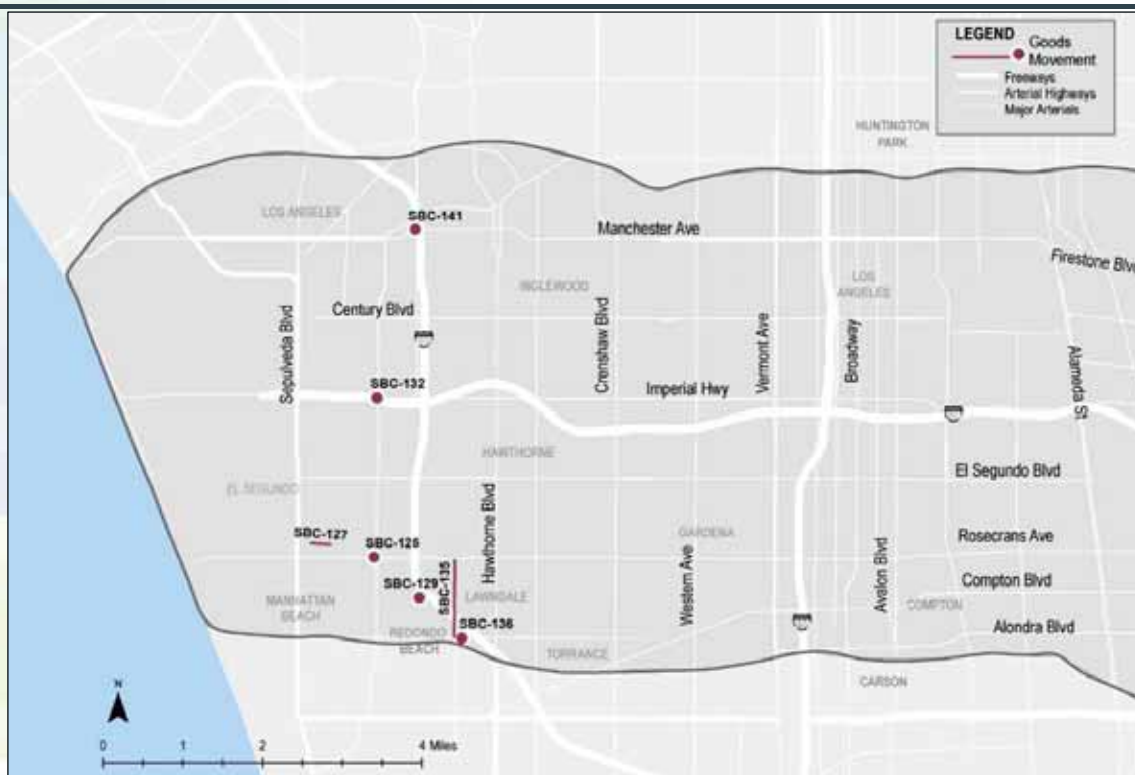 LEGEND
Goods
Movement
Freeways
Arterial Highways
Major Arterials
HUNTINGTON
PARK
LOS ANGELES
SBC-141
Manchester Ave
Firestone Blvd
INGLEWOOD
LOS
ANGELES
Century Blvd
Sepulveda Blvd
Crenshaw Blvd
Vermont Ave
Broadway
Alameda St
SBC-132
Imperial Hwy
HAWTHORNE
El Segundo Blvd
EL SEGUNDO
Hawthorne Blvd
SBC-127
SBC-125
GARDENA
Rosecrans Ave
SBC-129
SBC-135
LAWNDALE
Western Ave
Avalon Blvd
Compton Blvd
MANHATTAN
BEACH
COMPTON
SBC-136
Alondra Blvd
REDONDO
BEACH
TORRANCE
CARSON
N
0 1 2 4 Miles